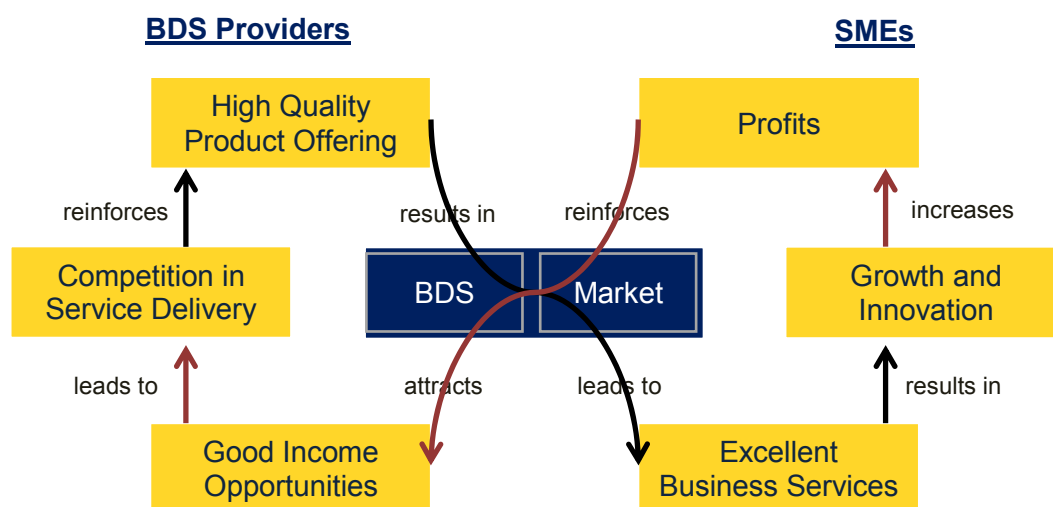 BDS Providers
SMEs
High Quality
Product Offering
Profits
reinforces
results in
reinforces
increases
Competition in
Service Delivery
BDS
Market
Growth and
Innovation
leads to
attracts
leads to
results in
Good Income
Opportunities
Excellent
Business Services